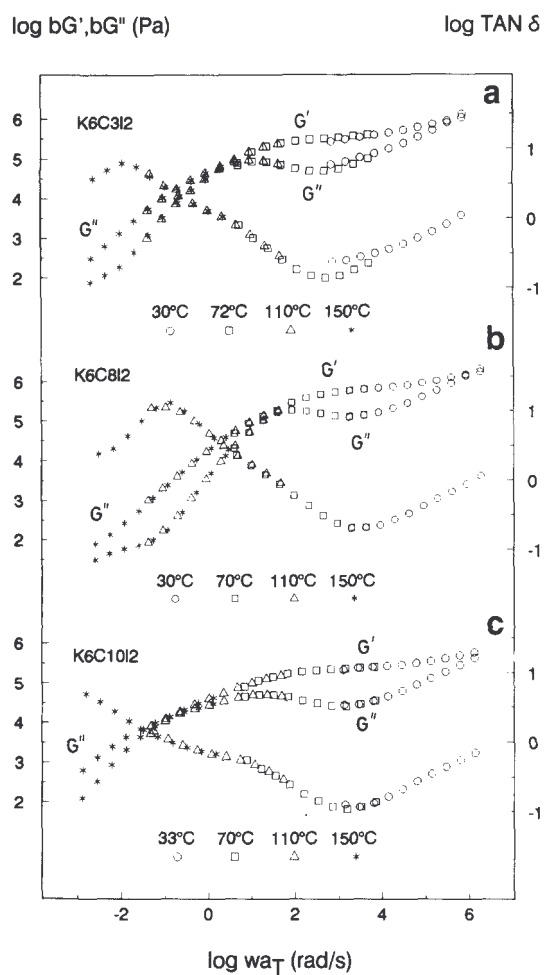 log bG',bG" (Pa) log TAN δ
a
K6C3I2
G'
G"
G"
6
5
4
3
2
1
0
-1
30°C 72°C 110°C 150°C
b
K6C8I2
G'
G"
G"
6
5
4
3
2
1
0
-1
30°C 70°C 110°C 150°C
c
K6C10I2
G'
G"
G"
6
5
4
3
2
1
0
-1
33°C 70°C 110°C 150°C
-2 0 2 4 6
log waT (rad/s)